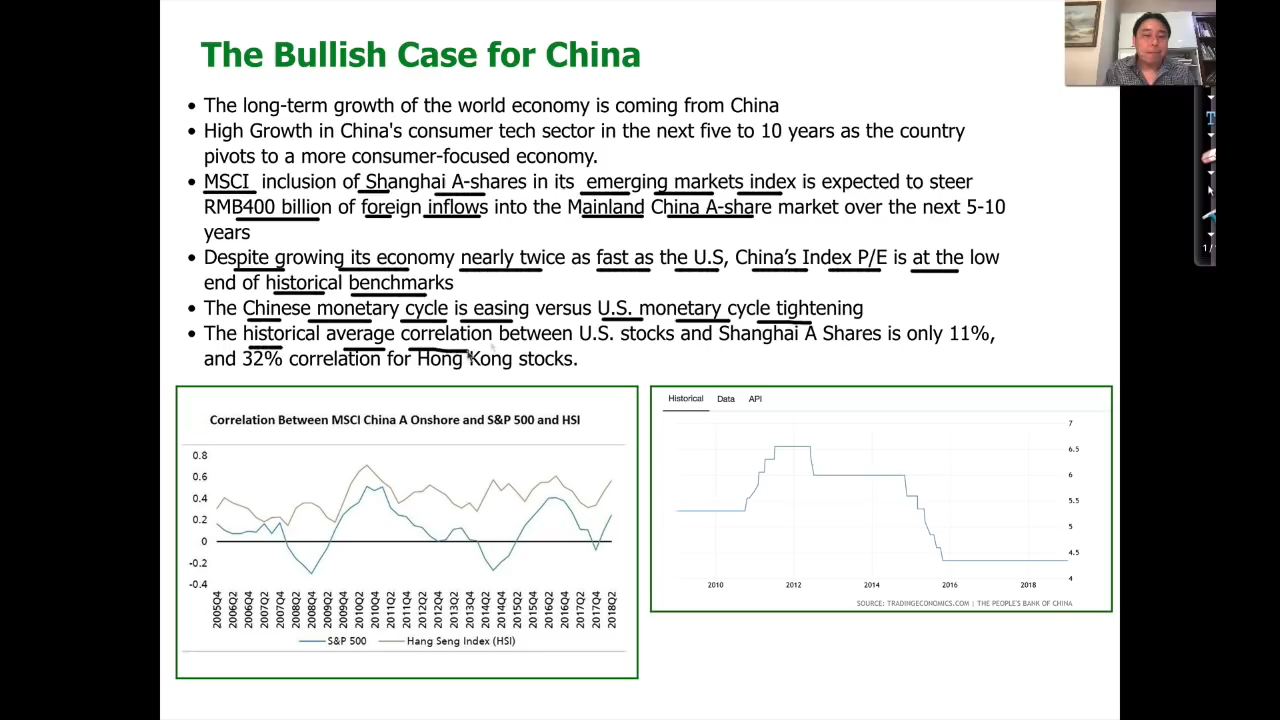 The Bullish Case for China
• The long-term growth of the world economy is coming from China
• High Growth in China's consumer tech sector in the next five to 10 years as the country
pivots to a more consumer-focused economy.
• MSCI inclusion of Shanghai A-shares in its emerging markets index is expected to steer
RMB400 billion of foreign inflows into the Mainland China A-share market over the next 5-10
years
• Despite growing its economy nearly twice as fast as the U.S, China’s Index P/E is at the low
end of historical benchmarks
• The Chinese monetary cycle is easing versus U.S. monetary cycle tightening
• The historical average correlation between U.S. stocks and Shanghai A Shares is only 11%,
and 32% correlation for Hong Kong stocks.
Correlation Between MSCI China A Onshore and S&P 500 and HSI
0.8
0.6
0.4
0.2
0
-0.2
-0.4
2005Q4 2006Q2 2006Q4 2007Q2 2007Q4 2008Q2 2008Q4 2009Q2 2009Q4 2010Q2 2010Q4 2011Q2 2011Q4 2012Q2 2012Q4 2013Q2 2013Q4 2014Q2 2014Q4 2015Q2 2015Q4 2016Q2 2016Q4 2017Q2 2017Q4 2018Q2
S&P 500 Hang Seng Index (HSI)
Historical Data API
7
6.5
6
5.5
5
4.5
4
2010 2012 2014 2016 2018
SOURCE: TRADINGECONOMICS.COM | THE PEOPLE'S BANK OF CHINA